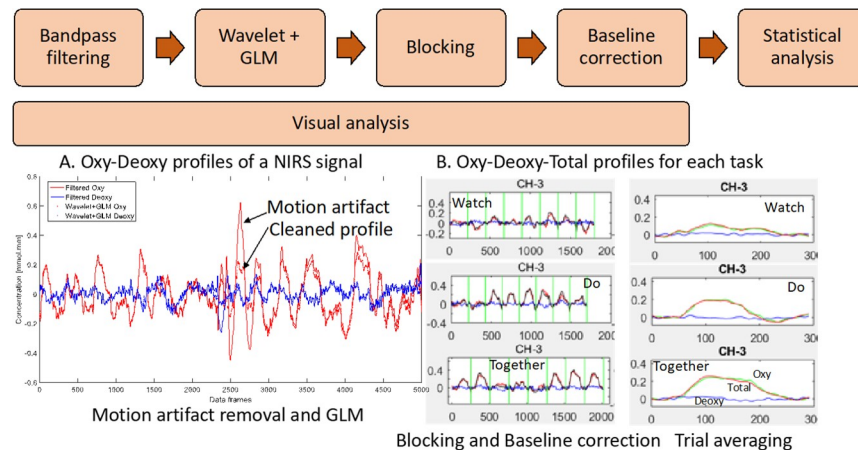 Bandpass filtering
Wavelet + GLM
Blocking
Baseline correction
Statistical analysis
Visual analysis
A. Oxy-Deoxy profiles of a NIRS signal
B. Oxy-Deoxy-Total profiles for each task
0.8
0.6
0.4
0.2
0
-0.2
-0.4
-0.6
Concentration [mmol.mm]
Filtered Oxy
Filtered Deoxy
Wavelet+GLM Oxy
Wavelet+GLM Deoxy
Motion artifact
Cleaned profile
0 500 1000 1500 2000 2500 3000 3500 4000 4500 5000
Data frames
Motion artifact removal and GLM
CH-3
Watch
0.4
0.2
0
-0.2
0 500 1000 1500 2000
CH-3
Watch
0.4
0.2
0
0 100 200 300
CH-3
Do
0.4
0
-0.4
0 500 1000 1500 2000
CH-3
Do
0.4
0.2
0
0 100 200
CH-3
Together
0.4
0
0 500 1000 1500 2000
CH-3
Together
Oxy
Total
Deoxy
0.4
0.2
0
0 100 200
Blocking and Baseline correction
Trial averaging